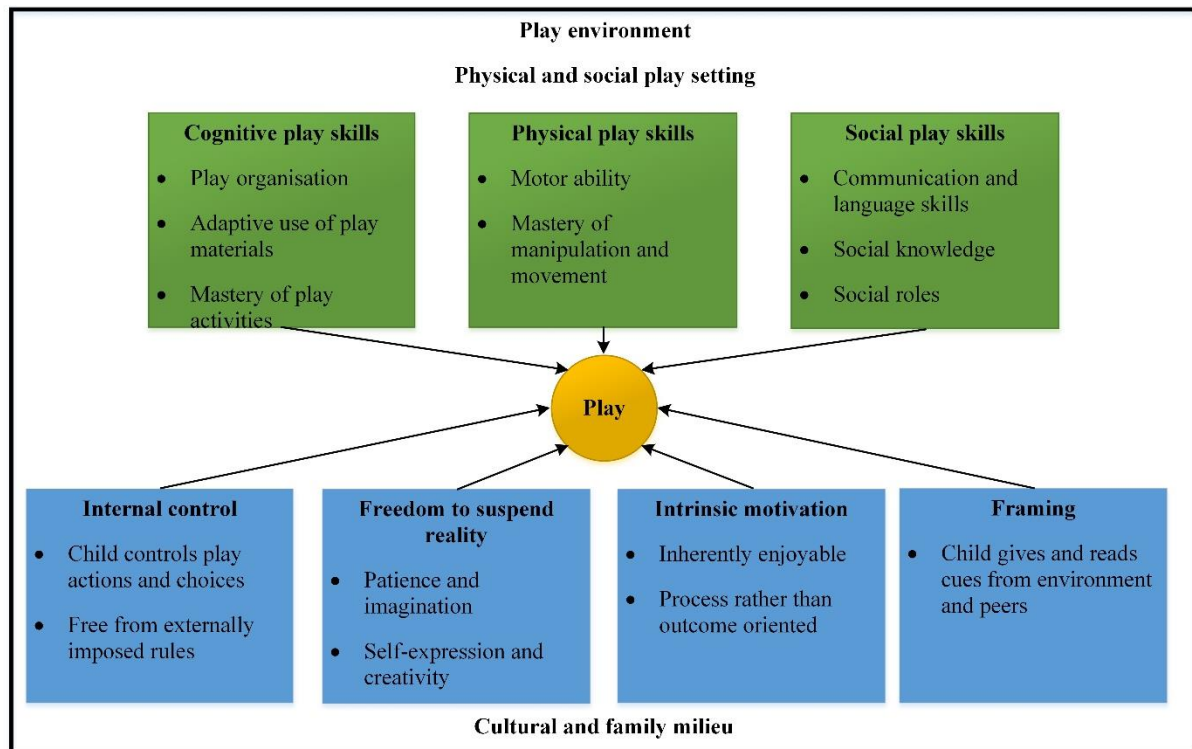 Play environment
Physical and social play setting
Cognitive play skills
• Play organisation
• Adaptive use of play
materials
• Mastery of play
activities
Physical play skills
• Motor ability
• Mastery of
manipulation and
movement
Social play skills
• Communication and
language skills
• Social knowledge
• Social roles
Play
Internal control
• Child controls play
actions and choices
• Free from externally
imposed rules
Freedom to suspend
reality
• Patience and
imagination
• Self-expression and
creativity
Intrinsic motivation
• Inherently enjoyable
• Process rather than
outcome oriented
Framing
• Child gives and reads
cues from environment
and peers
Cultural and family milieu